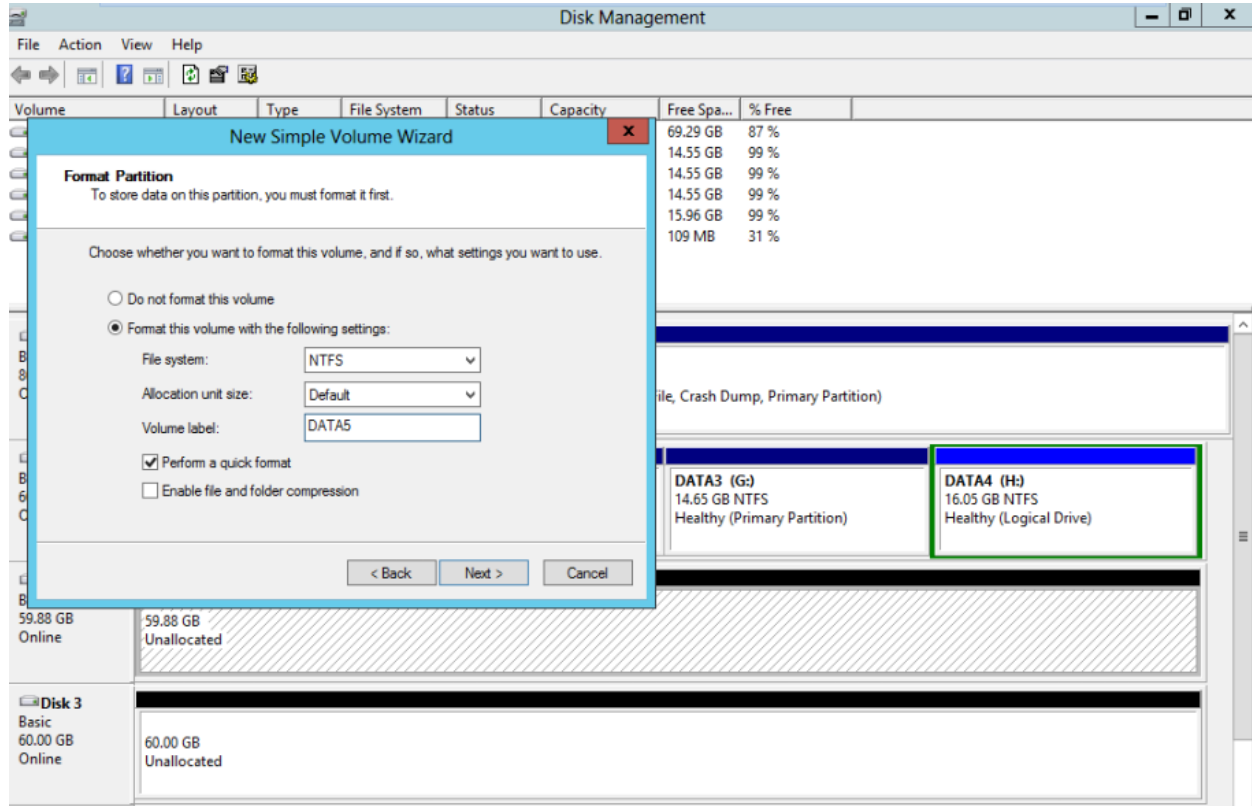 Disk Management
File Action View Help
Volume Layout Type File System Status Capacity Free Spa... % Free
69.29 GB 87 %
14.55 GB 99 %
14.55 GB 99 %
14.55 GB 99 %
15.96 GB 99 %
109 MB 31 %
New Simple Volume Wizard
Format Partition
To store data on this partition, you must format it first.
Choose whether you want to format this volume, and if so, what settings you want to use.
Do not format this volume
Format this volume with the following settings:
File system: NTFS
Allocation unit size: Default
Volume label: DATA5
Perform a quick format
Enable file and folder compression
< Back Next > Cancel
ile, Crash Dump, Primary Partition)
DATA3 (G:)
14.65 GB NTFS
Healthy (Primary Partition)
DATA4 (H:)
16.05 GB NTFS
Healthy (Logical Drive)
59.88 GB
Online
59.88 GB
Unallocated
Disk 3
Basic
60.00 GB
Online
60.00 GB
Unallocated